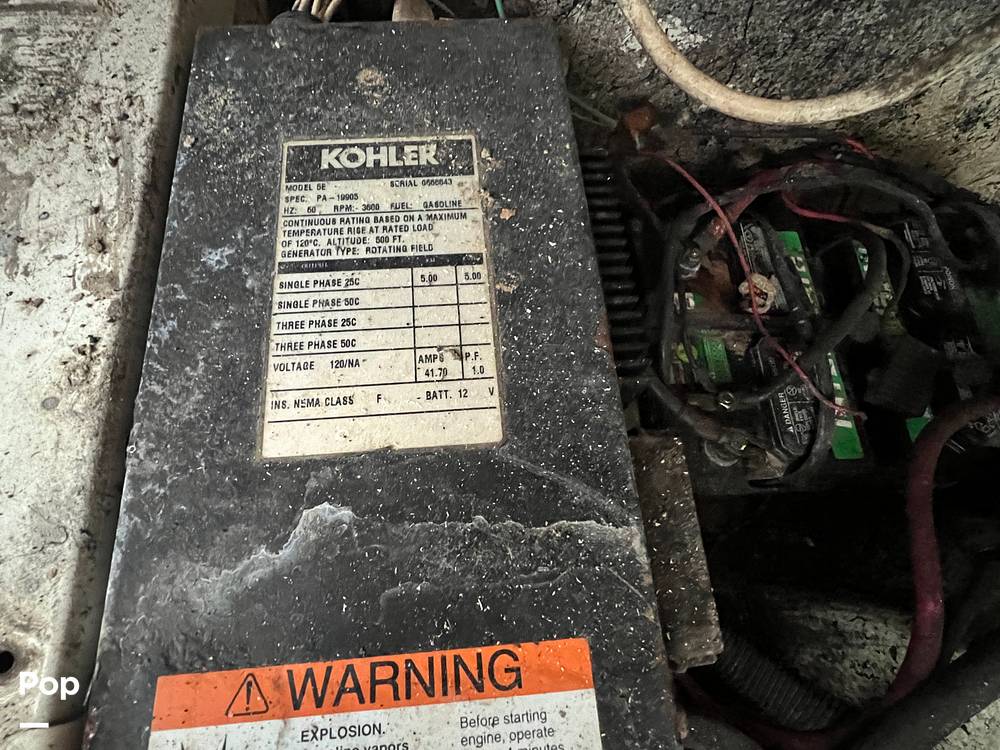 KOHLER
MODEL 5E SERIAL
SPEC. PA-19905
HZ: 60 RPM: 3600 FUEL: GASOLINE
CONTINUOUS RATING BASED ON A MAXIMUM
TEMPERATURE RISE AT RATED LOAD
OF 120°C. ALTITUDE: 500 FT.
GENERATOR TYPE: ROTATING FIELD
SINGLE PHASE 25C 5.00 5.00
SINGLE PHASE 50C
THREE PHASE 25C
THREE PHASE 50C
VOLTAGE 120/NA AMPS P.F.
41.70 1.0
INS. NEMA CLASS F BATT. 12 V
WARNING
EXPLOSION.
vapors
Before starting
engine, operate
minutes
DANGER
Pop